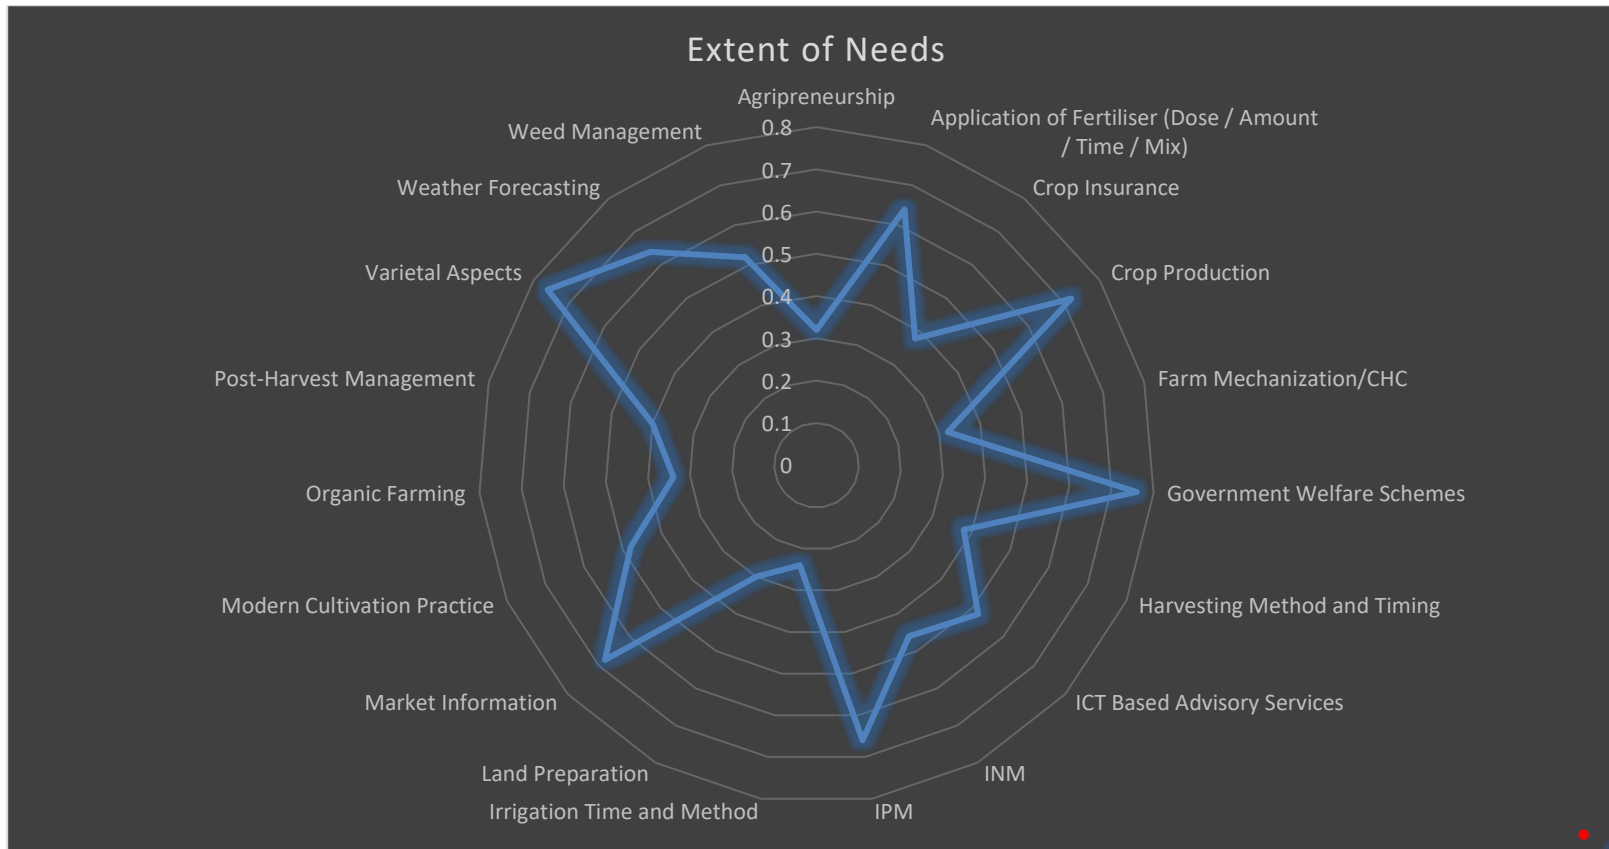 Extent of Needs
Agripreneurship
Application of Fertiliser (Dose / Amount
/ Time / Mix)
Crop Insurance
Crop Production
Farm Mechanization/CHC
Government Welfare Schemes
Harvesting Method and Timing
ICT Based Advisory Services
INM
IPM
Irrigation Time and Method
Land Preparation
Market Information
Modern Cultivation Practice
Organic Farming
Post-Harvest Management
Varietal Aspects
Weather Forecasting
Weed Management
0.8
0.7
0.6
0.5
0.4
0.3
0.2
0.1
0